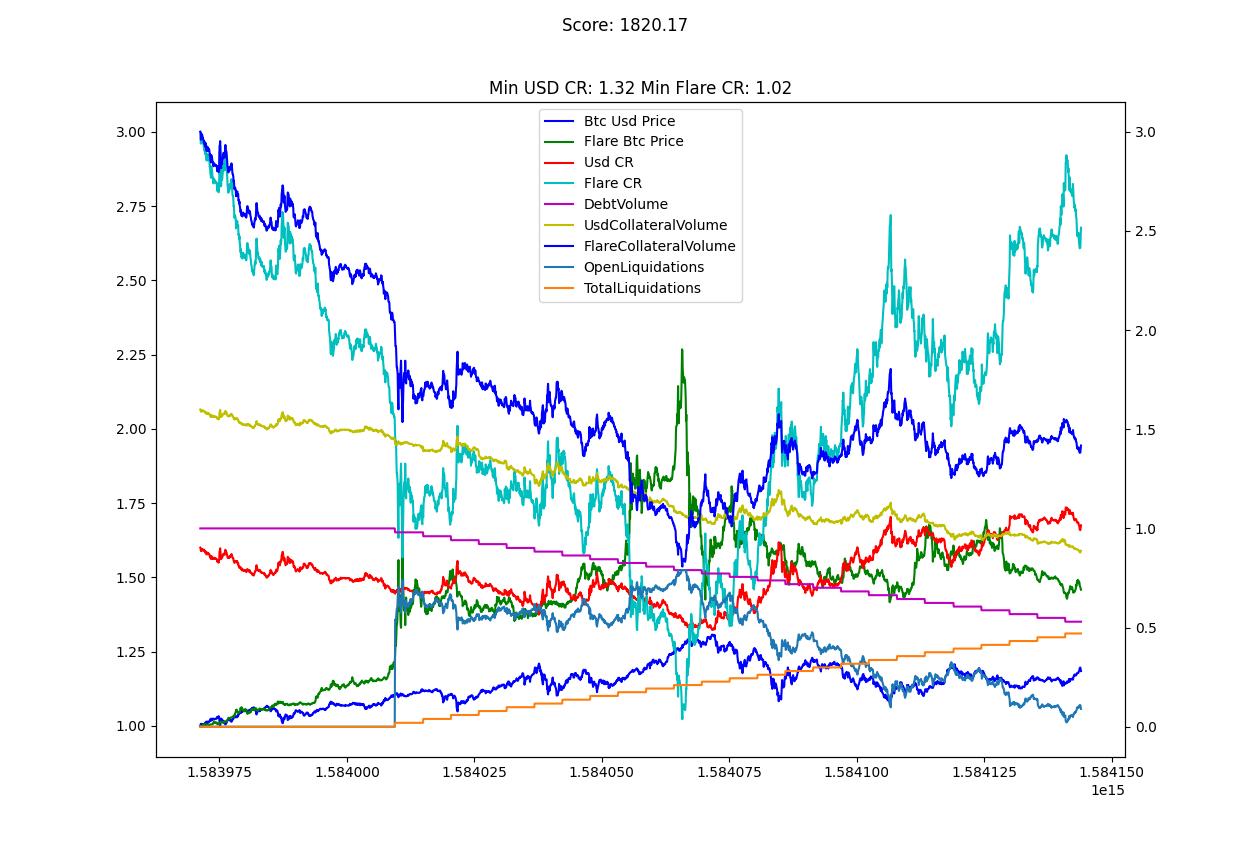 Score: 1820.17
Min USD CR: 1.32 Min Flare CR: 1.02
Btc Usd Price
Flare Btc Price
Usd CR
Flare CR
DebtVolume
UsdCollateralVolume
FlareCollateralVolume
OpenLiquidations
TotalLiquidations
3.00
2.75
2.50
2.25
2.00
1.75
1.50
1.25
1.00
3.0
2.5
2.0
1.5
1.0
0.5
0.0
1.583975 1.584000 1.584025 1.584050 1.584075 1.584100 1.584125 1.584150
1e15